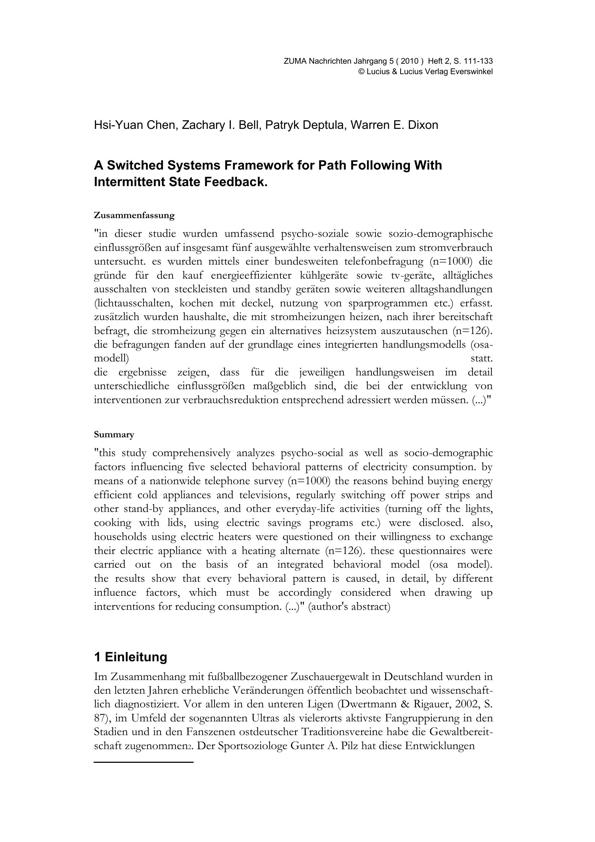 ZUMA Nachrichten Jahrgang 5 ( 2010 ) Heft 2, S. 111-133
© Lucius & Lucius Verlag Everswinkel
Hsi-Yuan Chen, Zachary I. Bell, Patryk Deptula, Warren E. Dixon
A Switched Systems Framework for Path Following With
Intermittent State Feedback.
Zusammenfassung
"in dieser studie wurden umfassend psycho-soziale sowie sozio-demographische
einflussgrößen auf insgesamt fünf ausgewählte verhaltensweisen zum stromverbrauch
untersucht. es wurden mittels einer bundesweiten telefonbefragung (n=1000) die
gründe für den kauf energieeffizienter kühlgeräte sowie tv-geräte, alltägliches
ausschalten von steckleisten und standby geräten sowie weiteren alltagshandlungen
(lichtausschalten, kochen mit deckel, nutzung von sparprogrammen etc.) erfasst.
zusätzlich wurden haushalte, die mit stromheizungen heizen, nach ihrer bereitschaft
befragt, die stromheizung gegen ein alternatives heizsystem auszutauschen (n=126).
die befragungen fanden auf der grundlage eines integrierten handlungsmodells (osa-
modell) statt.
die ergebnisse zeigen, dass für die jeweiligen handlungsweisen im detail
unterschiedliche einflussgrößen maßgeblich sind, die bei der entwicklung von
interventionen zur verbrauchsreduktion entsprechend adressiert werden müssen. (...)"
Summary
"this study comprehensively analyzes psycho-social as well as socio-demographic
factors influencing five selected behavioral patterns of electricity consumption. by
means of a nationwide telephone survey (n=1000) the reasons behind buying energy
efficient cold appliances and televisions, regularly switching off power strips and
other stand-by appliances, and other everyday-life activities (turning off the lights,
cooking with lids, using electric savings programs etc.) were disclosed. also,
households using electric heaters were questioned on their willingness to exchange
their electric appliance with a heating alternate (n=126). these questionnaires were
carried out on the basis of an integrated behavioral model (osa model).
the results show that every behavioral pattern is caused, in detail, by different
influence factors, which must be accordingly considered when drawing up
interventions for reducing consumption. (...)" (author's abstract)
1 Einleitung
Im Zusammenhang mit fußballbezogener Zuschauergewalt in Deutschland wurden in
den letzten Jahren erhebliche Veränderungen öffentlich beobachtet und wissenschaft-
lich diagnostiziert. Vor allem in den unteren Ligen (Dwertmann & Rigauer, 2002, S.
87), im Umfeld der sogenannten Ultras als vielerorts aktivste Fangruppierung in den
Stadien und in den Fanszenen ostdeutscher Traditionsvereine habe die Gewaltbereit-
schaft zugenommen2. Der Sportsoziologe Gunter A. Pilz hat diese Entwicklungen